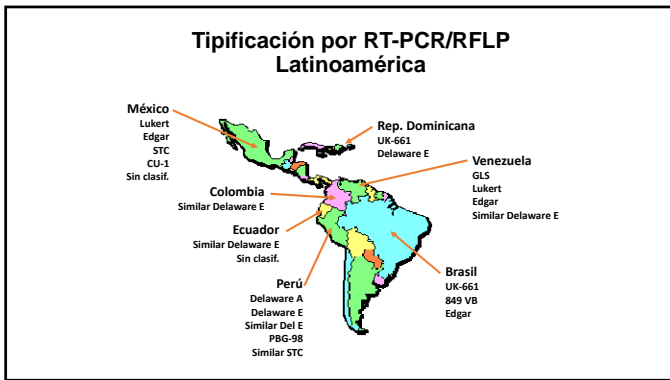 Tipificación por RT-PCR/RFLP
Latinoamérica
México
Lukert
Edgar
STC
CU-1
Sin clasif.
Rep. Dominicana
UK-661
Delaware E
Venezuela
GLS
Lukert
Edgar
Similar Delaware E
Colombia
Similar Delaware E
Ecuador
Similar Delaware E
Sin clasif.
Perú
Delaware A
Delaware E
Similar Del E
PBG-98
Similar STC
Brasil
UK-661
849 VB
Edgar